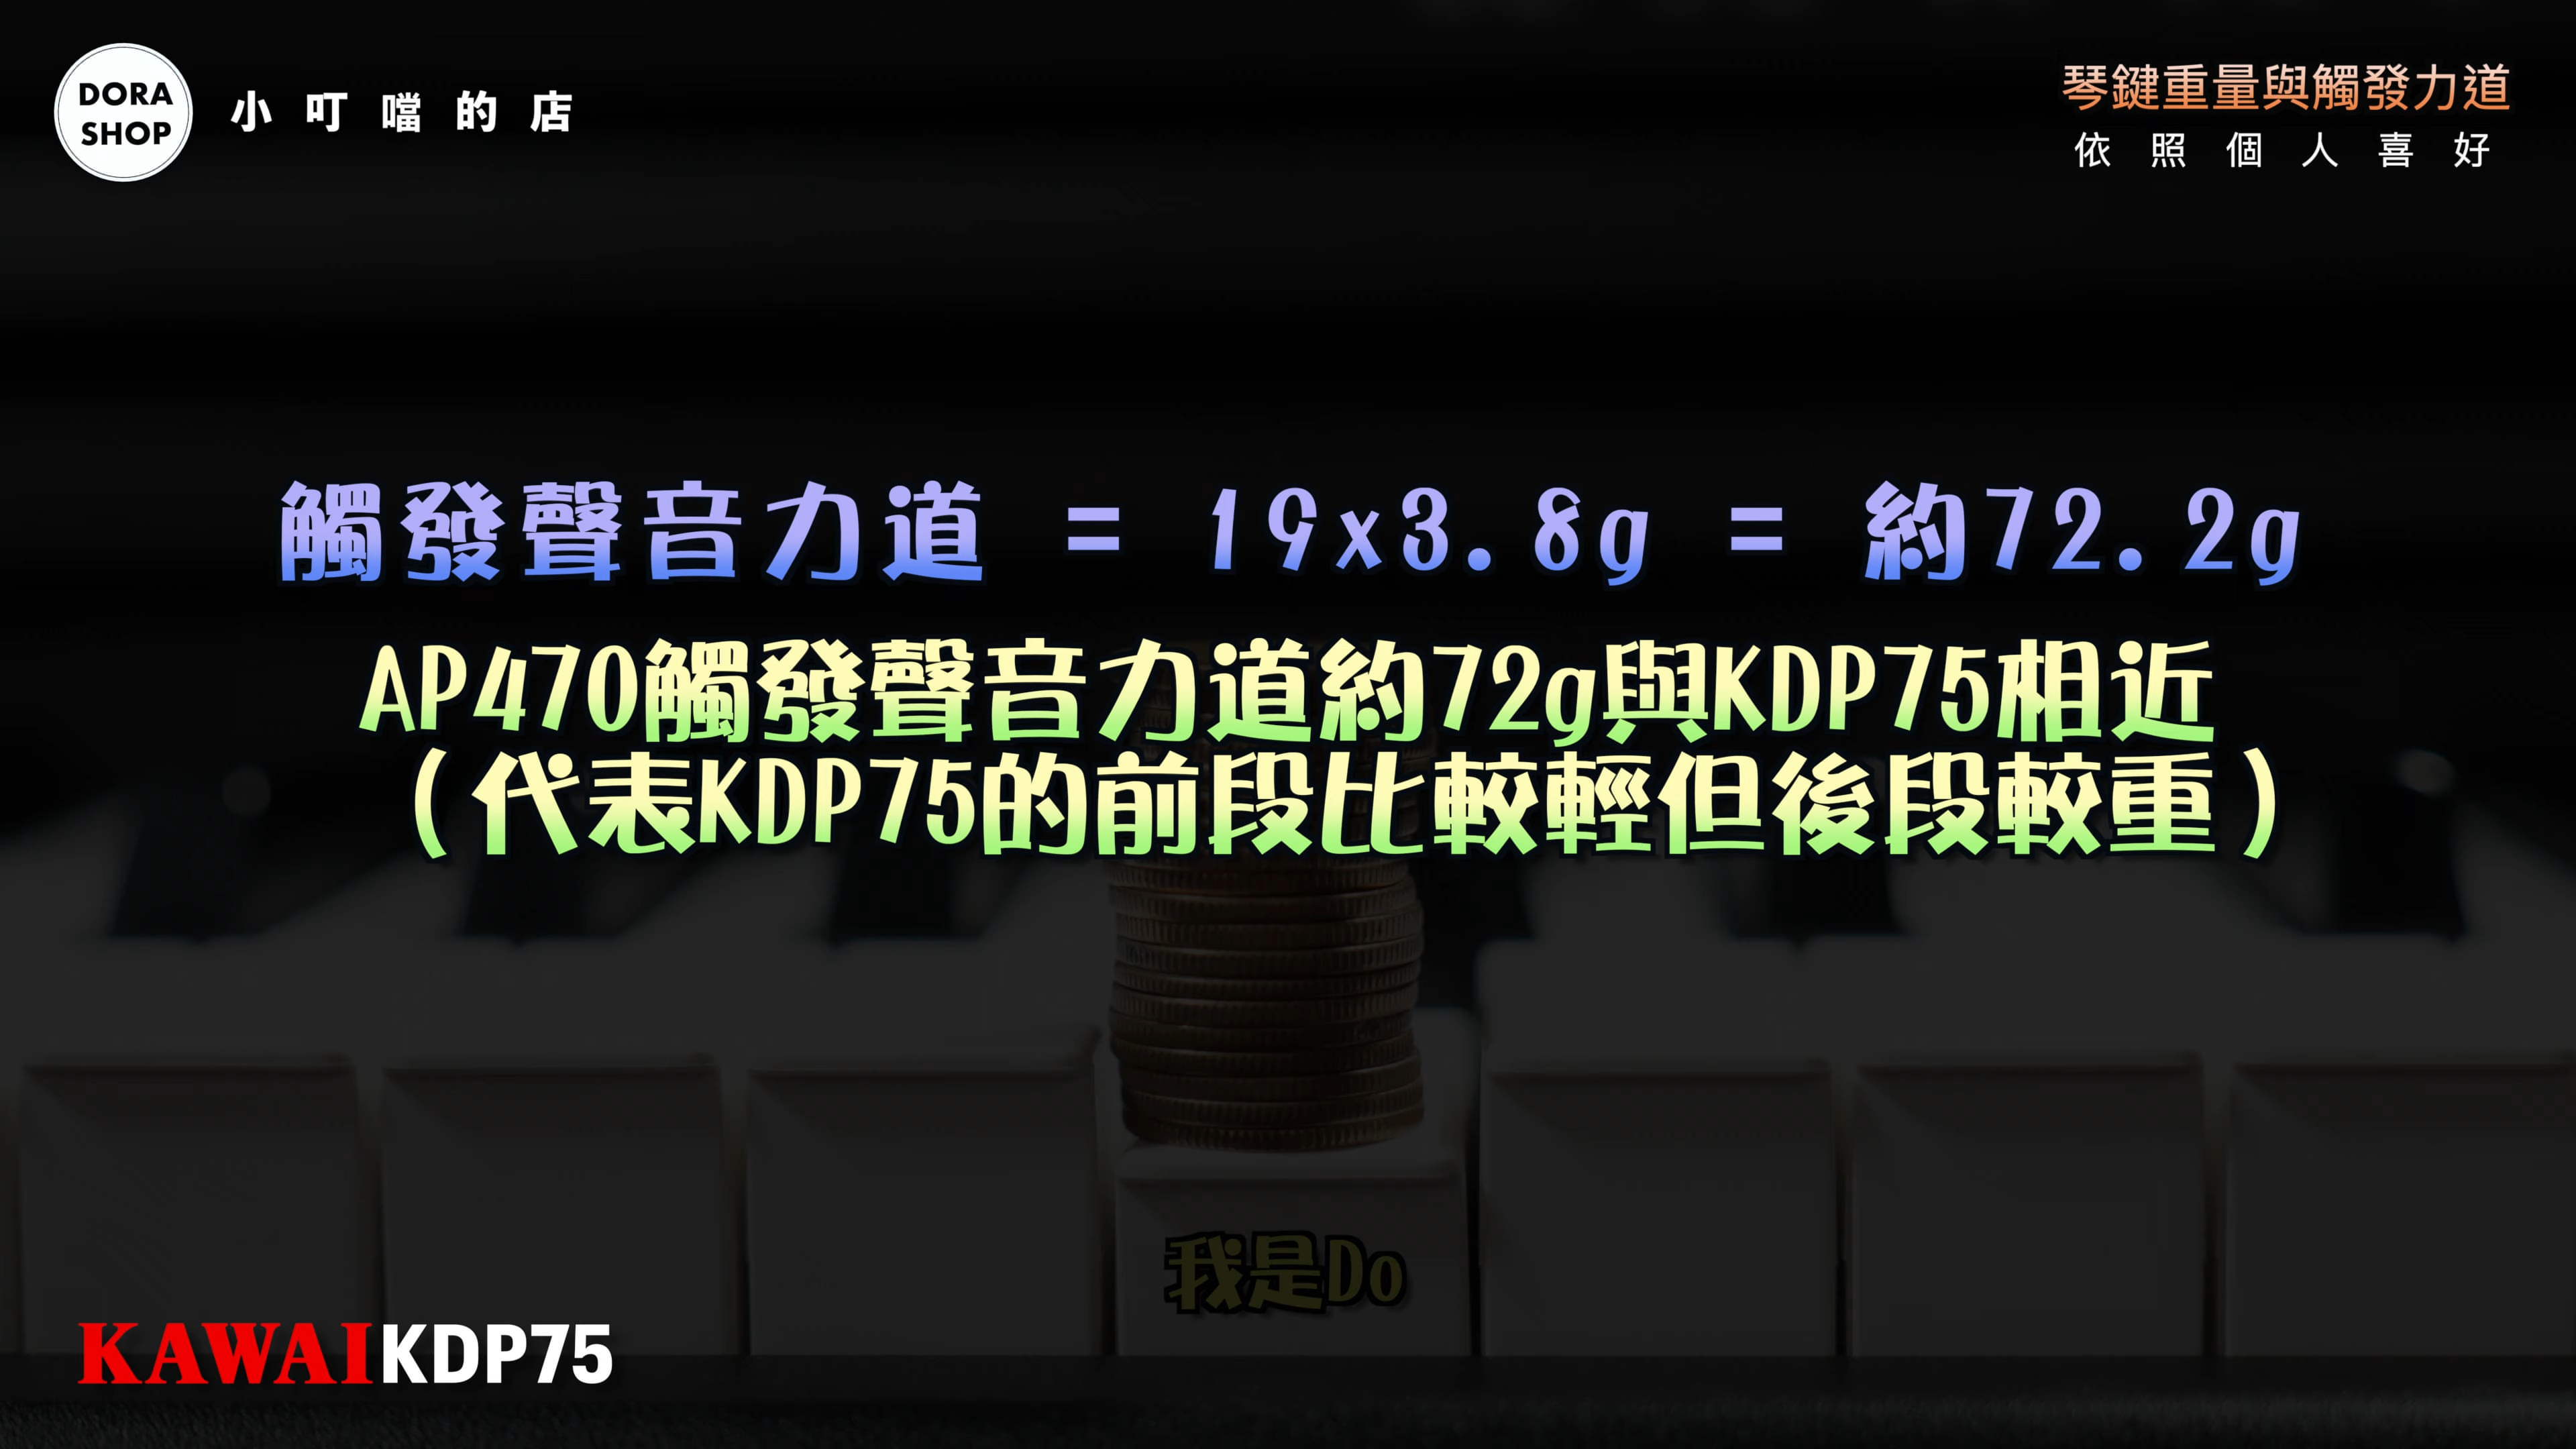 DORA
SHOP
小叮噹的店
琴鍵重量與觸發力道
依照個人喜好
觸發聲音力道 = 19x3.8g = 約72.2g
AP470觸發聲音力道約72g與KDP75相近
(代表KDP75的前段比較輕但後段較重)
我是Do
KAWAI KDP75